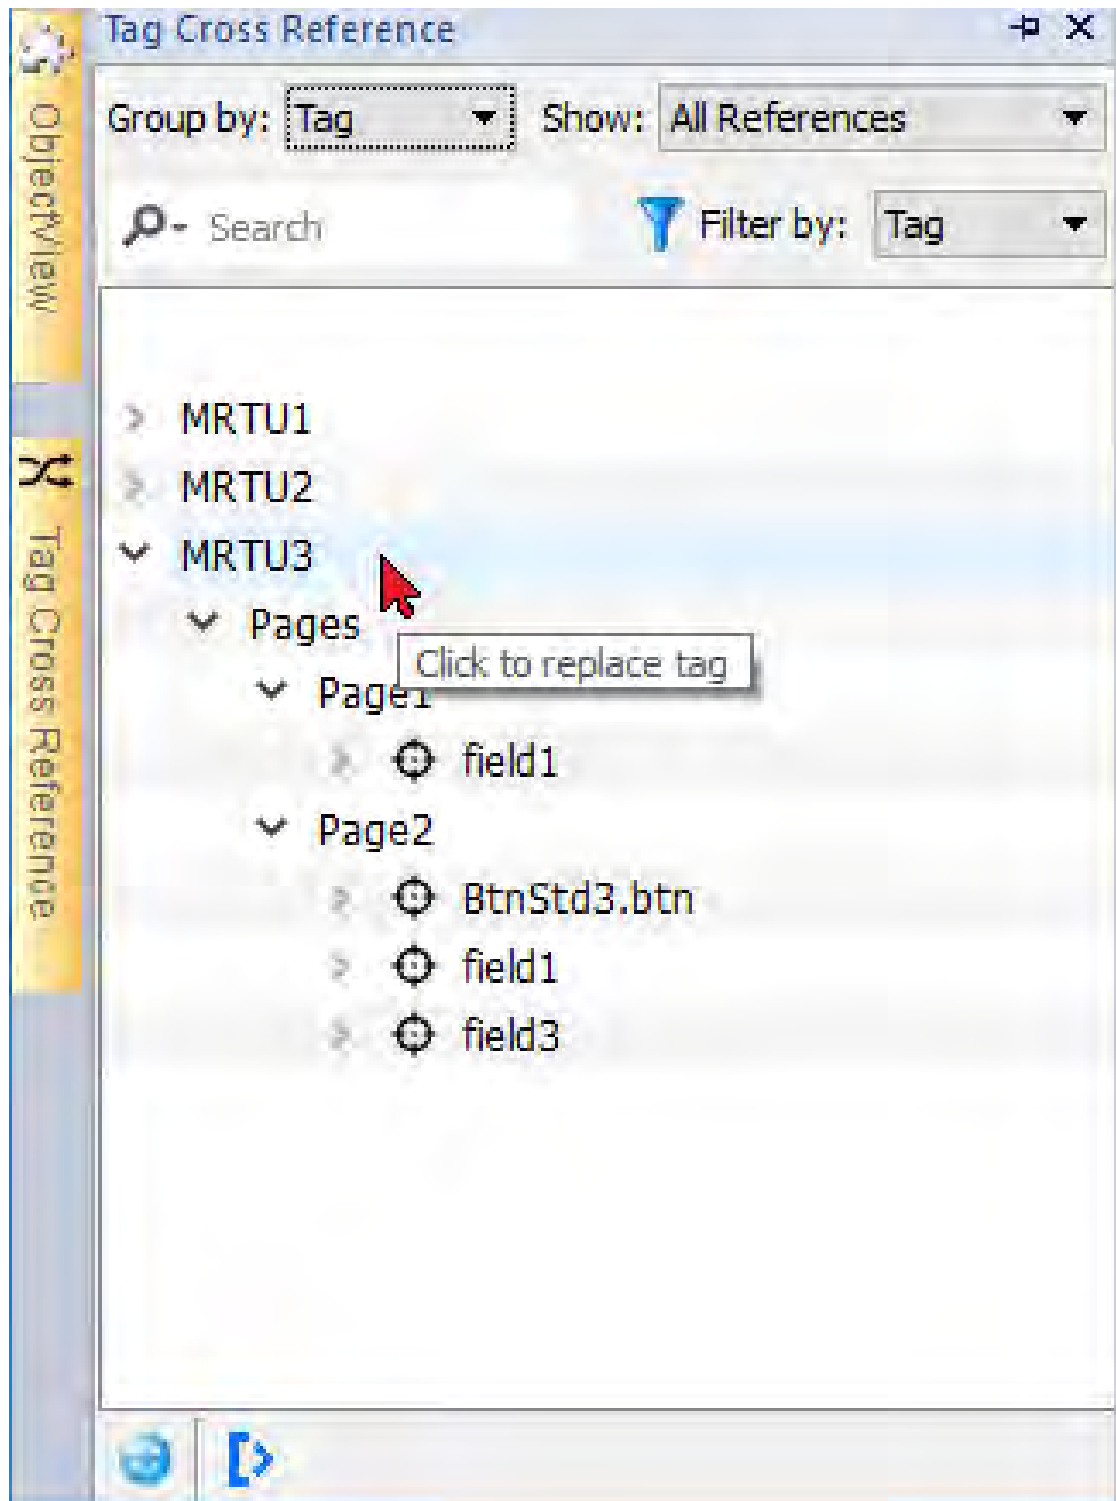 Tag Cross Reference
Group by: Tag Show: All References
Search Filter by: Tag
ObjectView
Tag Cross Reference
MRTU1
MRTU2
MRTU3
Pages
Click to replace tag
Page1
field1
Page2
BtnStd3.btn
field1
field3